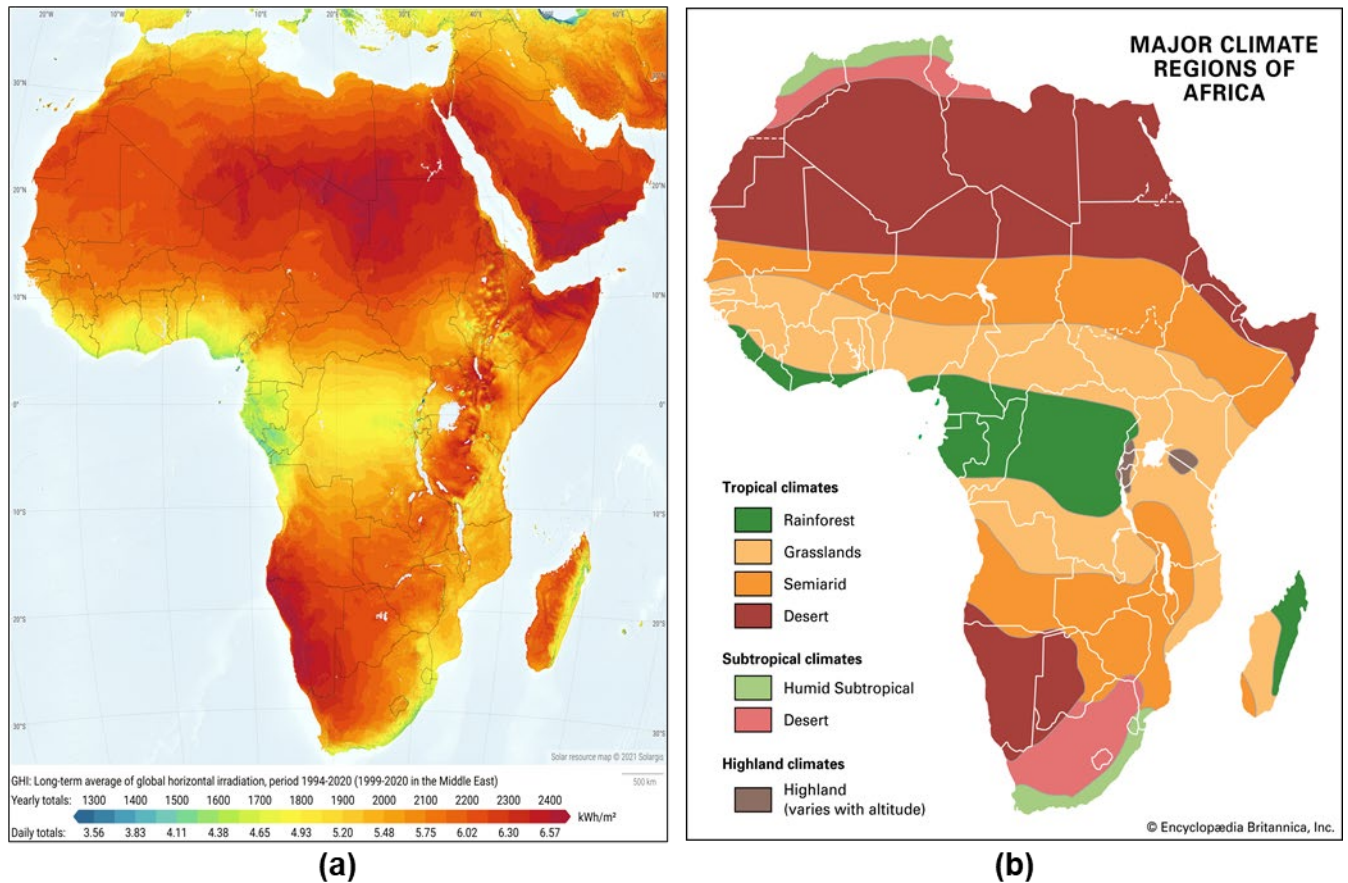 30°N
20°N
10°N
0°
10°S
20°S
30°S
20°N
10°N
0°
10°S
20°S
30°S
Solar resource map © 2021 Solargis
GHI: Long-term average of global horizontal irradiation, period 1994-2020 (1999-2020 in the Middle East)
500 km
Yearly totals: 1300 1400 1500 1600 1700 1800 1900 2000 2100 2200 2300 2400
kWh/m²
Daily totals: 3.56 3.83 4.11 4.38 4.65 4.93 5.20 5.48 5.75 6.02 6.30 6.57
(a)
MAJOR CLIMATE
REGIONS OF
AFRICA
Tropical climates
Rainforest
Grasslands
Semiarid
Desert
Subtropical climates
Humid Subtropical
Desert
Highland climates
Highland
(varies with altitude)
© Encyclopædia Britannica, Inc.
(b)